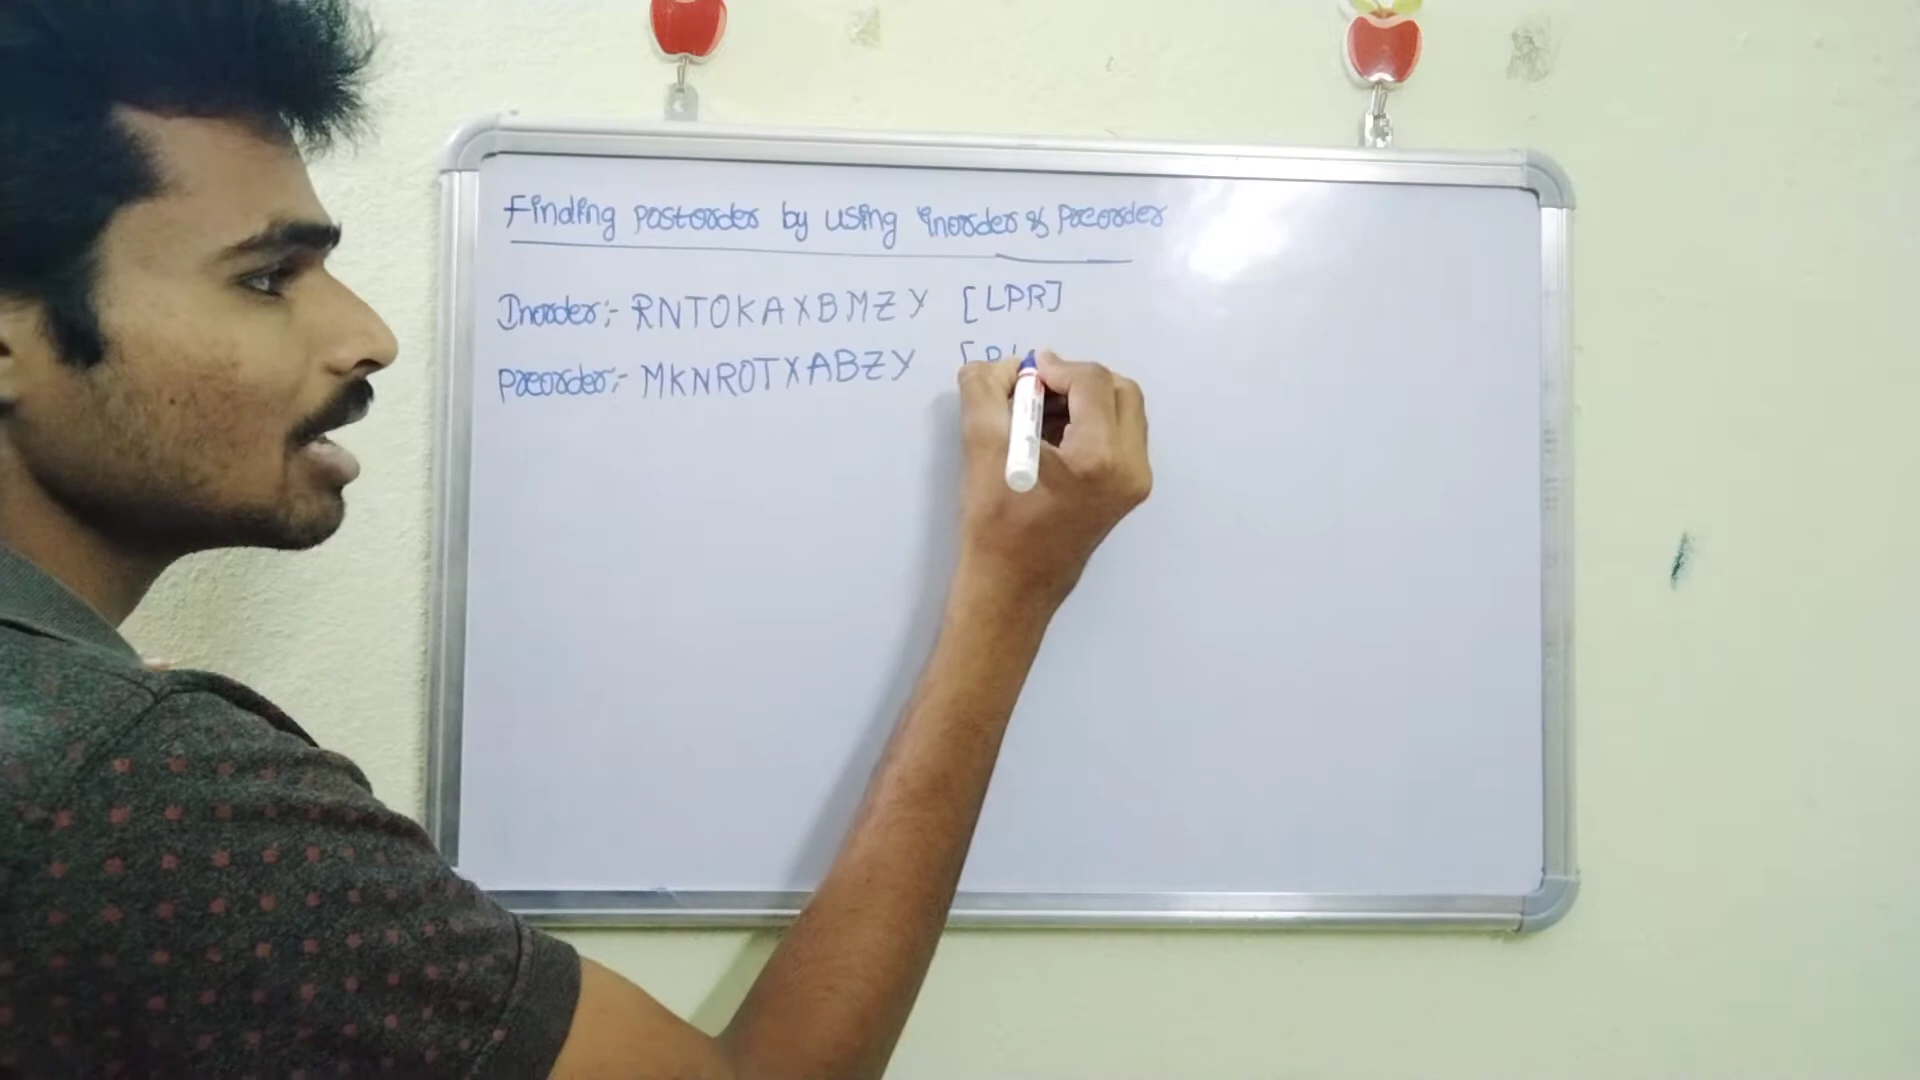 Finding postorder by using inorder & Preorder
Inorder:- RNTOKAXBMZY [LPR]
Preorder:- MKNROTXABZY [P